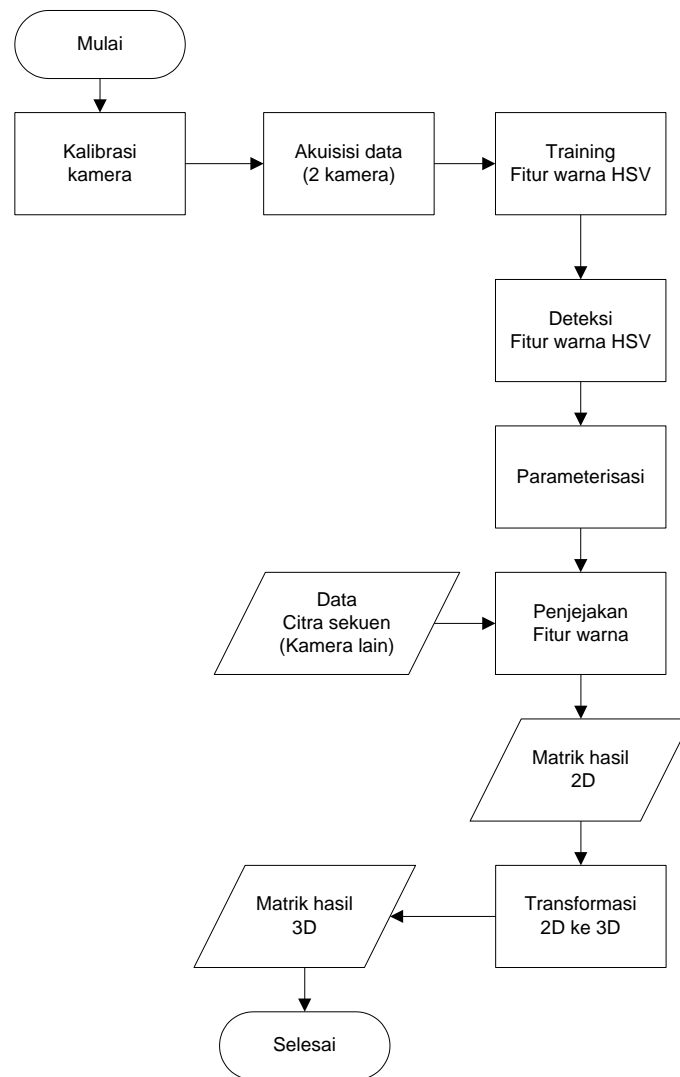 Mulai
Kalibrasi
kamera
Akuisisi data
(2 kamera)
Training
Fitur warna HSV
Deteksi
Fitur warna HSV
Parameterisasi
Data
Citra sekuen
(Kamera lain)
Penjejakan
Fitur warna
Matrik hasil
2D
Transformasi
2D ke 3D
Matrik hasil
3D
Selesai